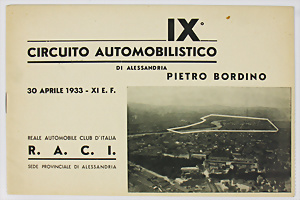 IX°
CIRCUITO AUTOMOBILISTICO
DI ALESSANDRIA
PIETRO BORDINO
30 APRILE 1933 - XI E. F.
REALE AUTOMOBILE CLUB D'ITALIA
R. A. C. I.
SEDE PROVINCIALE DI ALESSANDRIA